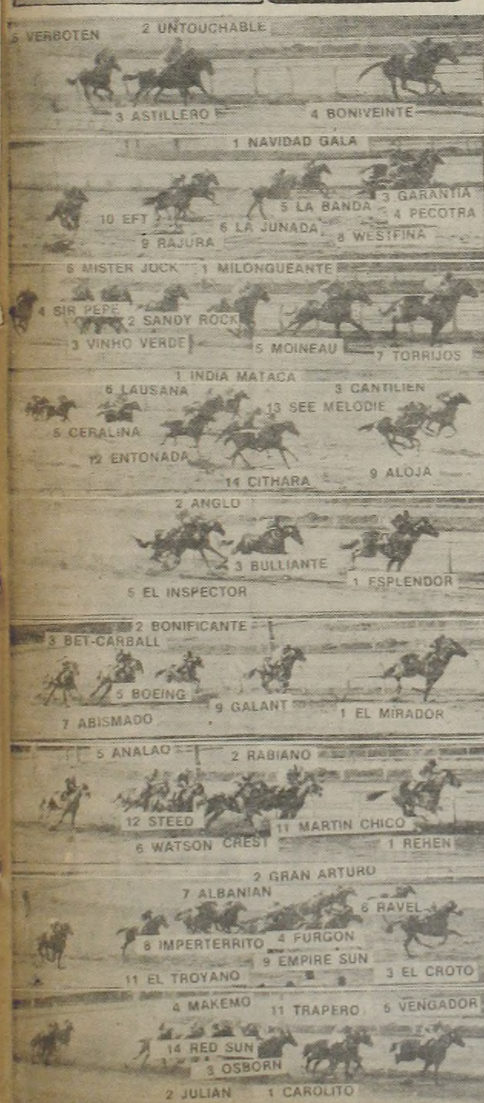 5 VERBOTEN
2 UNTOUCHABLE
3 ASTILLERO
4 BONIVEINTE
1 NAVIDAD GALA
3 GARANTIA
5 LA BANDA
4 PECOTRA
10 EFT
6 LA JUNADA
8 WESTFINA
9 RAJURA
6 MISTER JOCK
1 MILONGUEANTE
4 SIR PEPE
2 SANDY ROCK
3 VINHO VERDE
5 MOINEAU
7 TORRIJOS
1 INDIA MATACA
6 LAUSANA
3 CANTILIEN
13 SEE MELODIE
5 CERALINA
12 ENTONADA
9 ALOJA
14 CITHARA
2 ANGLO
3 BULLIANTE
1 ESPLENDOR
5 EL INSPECTOR
2 BONIFICANTE
3 BET-CARBALL
5 BOEING
9 GALANT
1 EL MIRADOR
7 ABISMADO
5 ANALAO
2 RABIANO
12 STEED
11 MARTIN CHICO
6 WATSON CREST
1 REHEN
2 GRAN ARTURO
7 ALBANIAN
6 RAVEL
8 IMPERTERRITO
4 FURGON
9 EMPIRE SUN
11 EL TROYANO
3 EL CROTO
4 MAKEMO
11 TRAPERO
5 VENGADOR
14 RED SUN
3 OSBORN
2 JULIAN
1 CAROLITO